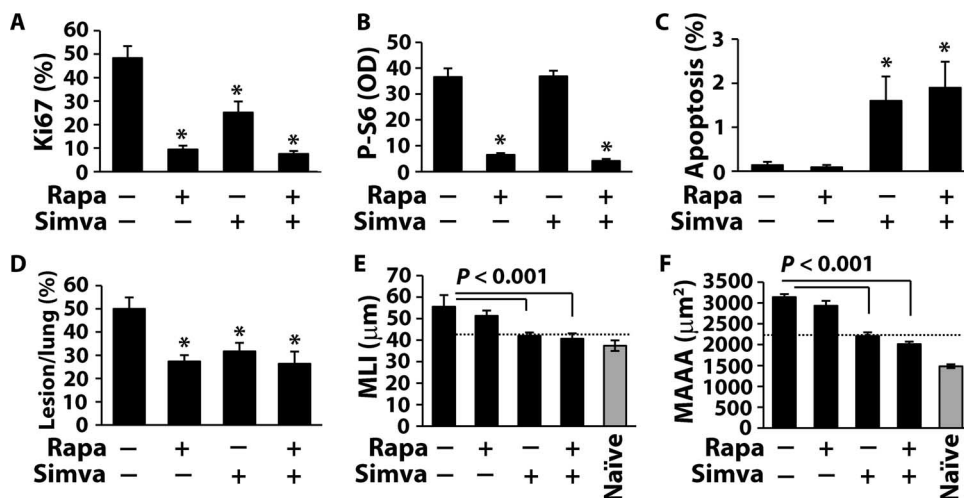 A
Ki67 (%)
60
50
40
30
20
10
0
*
*
*
Rapa − + − +
Simva − − + +
B
P-S6 (OD)
50
40
30
20
10
0
*
*
Rapa − + − +
Simva − − + +
C
Apoptosis (%)
3
2
1
0
*
*
Rapa − + − +
Simva − − + +
D
Lesion/lung (%)
60
50
40
30
20
10
0
*
*
*
Rapa − + − +
Simva − − + +
E
P < 0.001
MLI (μm)
70
60
50
40
30
20
10
0
Rapa − + − +
Simva − − + +
Naïve
F
P < 0.001
MAAA (μm²)
3500
3000
2500
2000
1500
1000
500
0
Rapa − + − +
Simva − − + +
Naïve